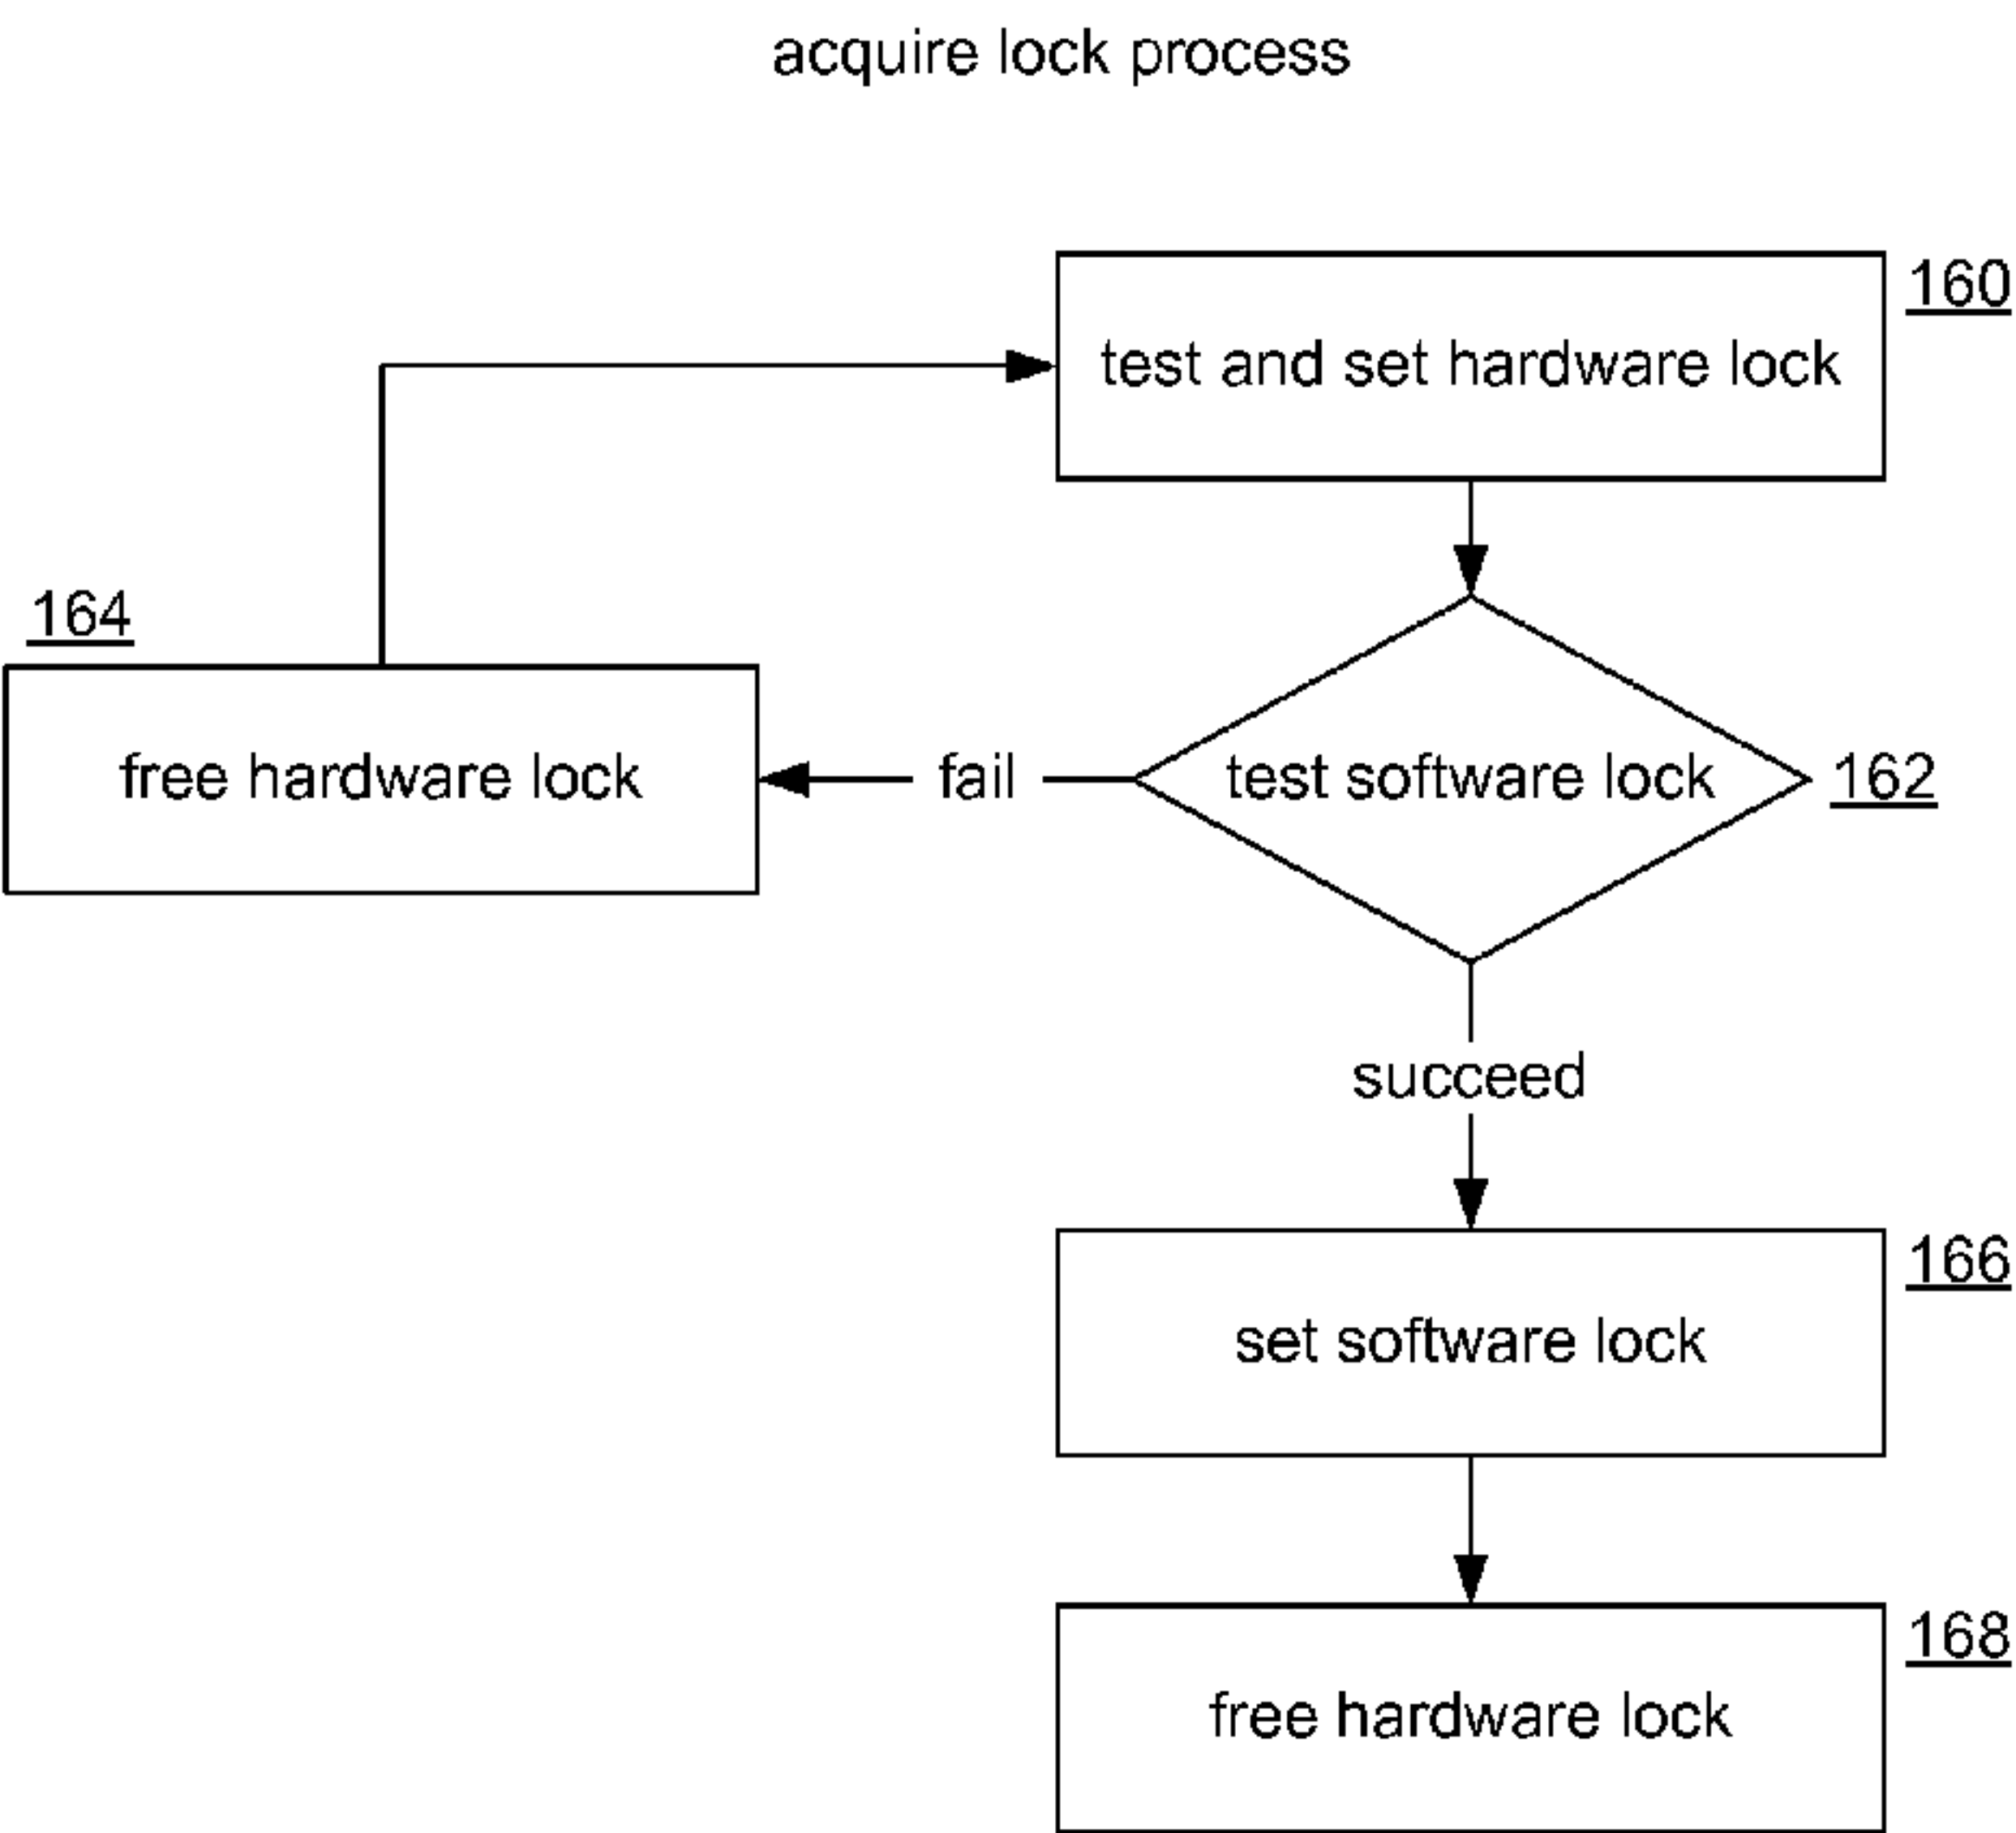 acquire lock process
160
test and set hardware lock
164
free hardware lock
fail
test software lock
162
succeed
166
set software lock
168
free hardware lock